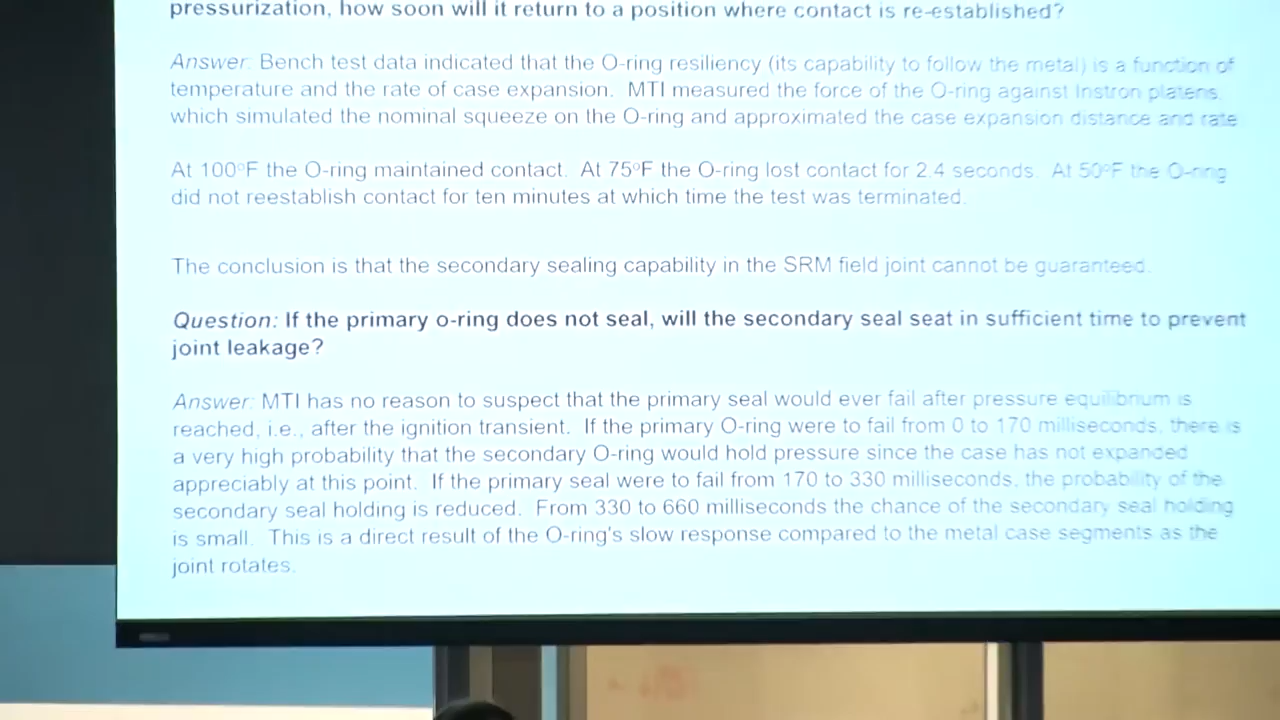 pressurization, how soon will it return to a position where contact is re-established?
Answer: Bench test data indicated that the O-ring resiliency (its capability to follow the metal) is a function of
temperature and the rate of case expansion. MTI measured the force of the O-ring against Instron platens,
which simulated the nominal squeeze on the O-ring and approximated the case expansion distance and rate.
At 100°F the O-ring maintained contact. At 75°F the O-ring lost contact for 2.4 seconds. At 50°F the O-ring
did not reestablish contact for ten minutes at which time the test was terminated.
The conclusion is that the secondary sealing capability in the SRM field joint cannot be guaranteed.
Question: If the primary o-ring does not seal, will the secondary seal seat in sufficient time to prevent
joint leakage?
Answer: MTI has no reason to suspect that the primary seal would ever fail after pressure equilibrium is
reached, i.e., after the ignition transient. If the primary O-ring were to fail from 0 to 170 milliseconds, there is
a very high probability that the secondary O-ring would hold pressure since the case has not expanded
appreciably at this point. If the primary seal were to fail from 170 to 330 milliseconds, the probability of the
secondary seal holding is reduced. From 330 to 660 milliseconds the chance of the secondary seal holding
is small. This is a direct result of the O-ring's slow response compared to the metal case segments as the
joint rotates.